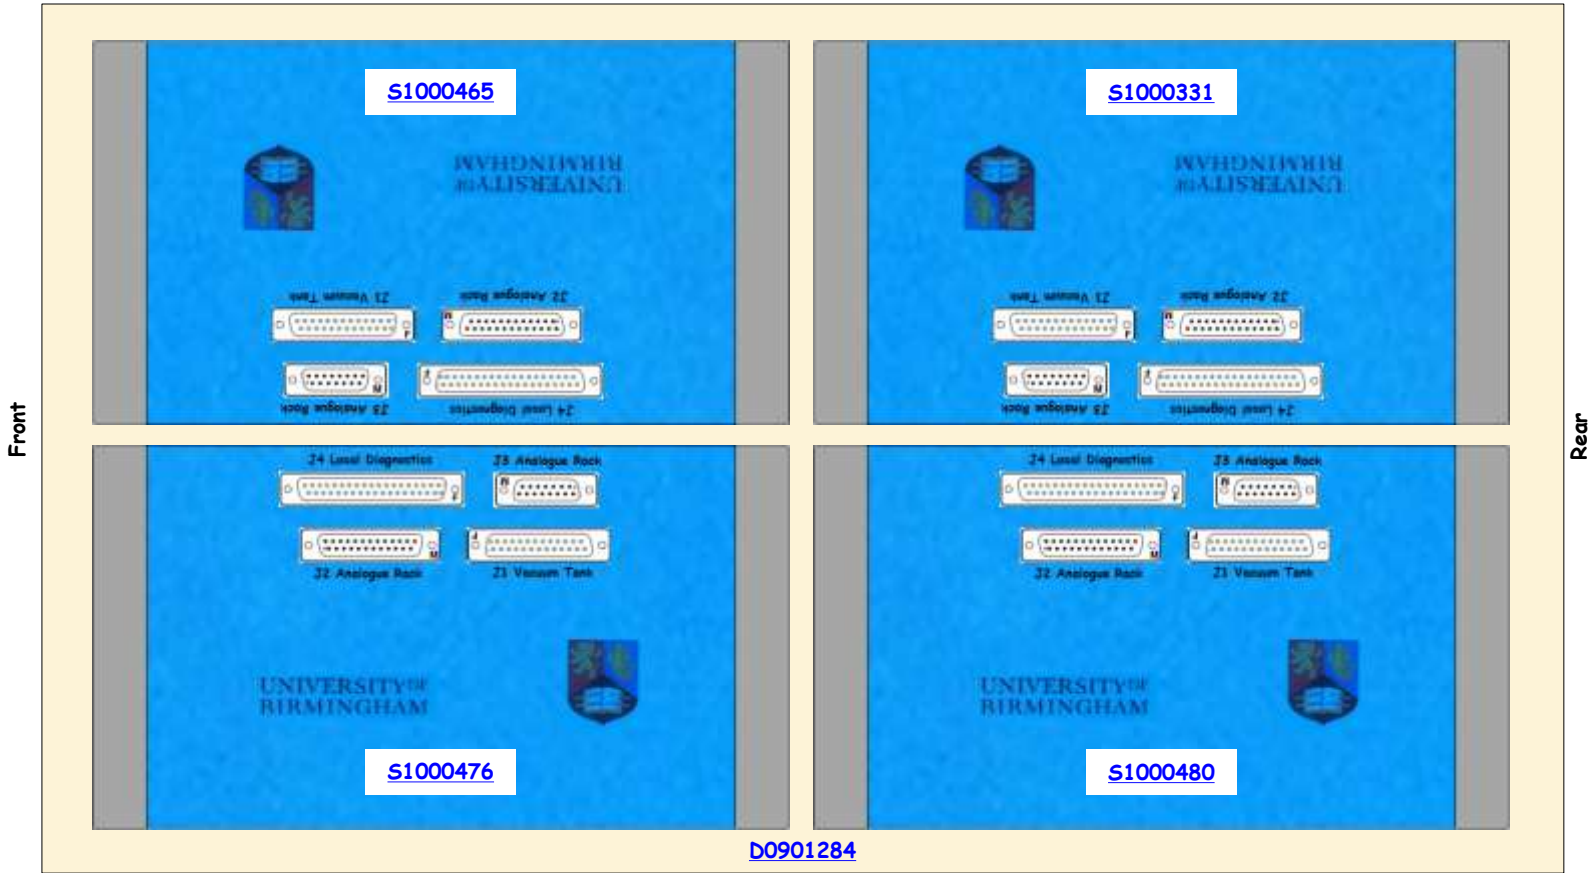 S1000465
S1000331
UNIVERSITY OF
BIRMINGHAM
UNIVERSITY OF
BIRMINGHAM
J1 Vacuum Tank
J2 Analogue Rack
J1 Vacuum Tank
J2 Analogue Rack
F
M
F
M
F
M
F
M
J3 Analogue Rack
J4 Local Diagnostics
J3 Analogue Rack
J4 Local Diagnostics
Front
Rear
J4 Local Diagnostics
J3 Analogue Rack
J4 Local Diagnostics
J3 Analogue Rack
M
F
M
F
F
M
F
M
J2 Analogue Rack
J1 Vacuum Tank
J2 Analogue Rack
J1 Vacuum Tank
UNIVERSITY OF
BIRMINGHAM
UNIVERSITY OF
BIRMINGHAM
S1000476
S1000480
D0901284